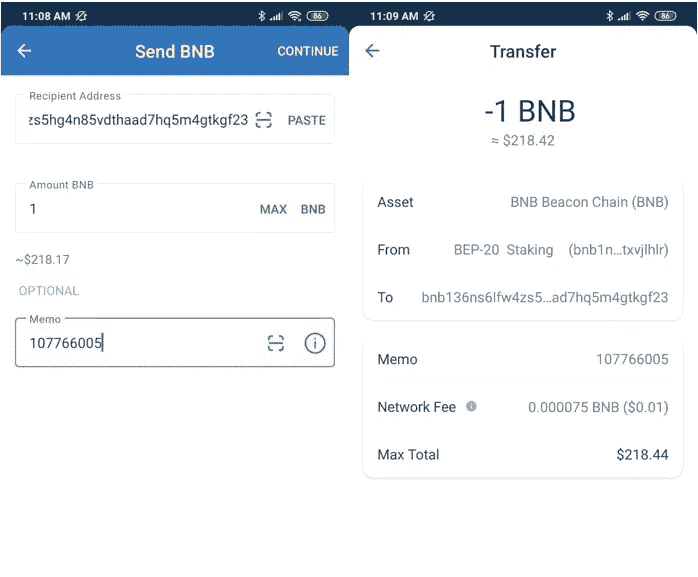 11:08 AM
86
Send BNB
CONTINUE
Recipient Address
zs5hg4n85vdthaad7hq5m4gtkgf23
PASTE
Amount BNB
1
MAX BNB
~$218.17
OPTIONAL
Memo
107766005
11:09 AM
86
Transfer
-1 BNB
≈ $218.42
Asset BNB Beacon Chain (BNB)
From BEP-20 Staking (bnb1n...txvjlhlr)
To bnb136ns6lfw4zs5...ad7hq5m4gtkgf23
Memo 107766005
Network Fee 0.000075 BNB ($0.01)
Max Total $218.44